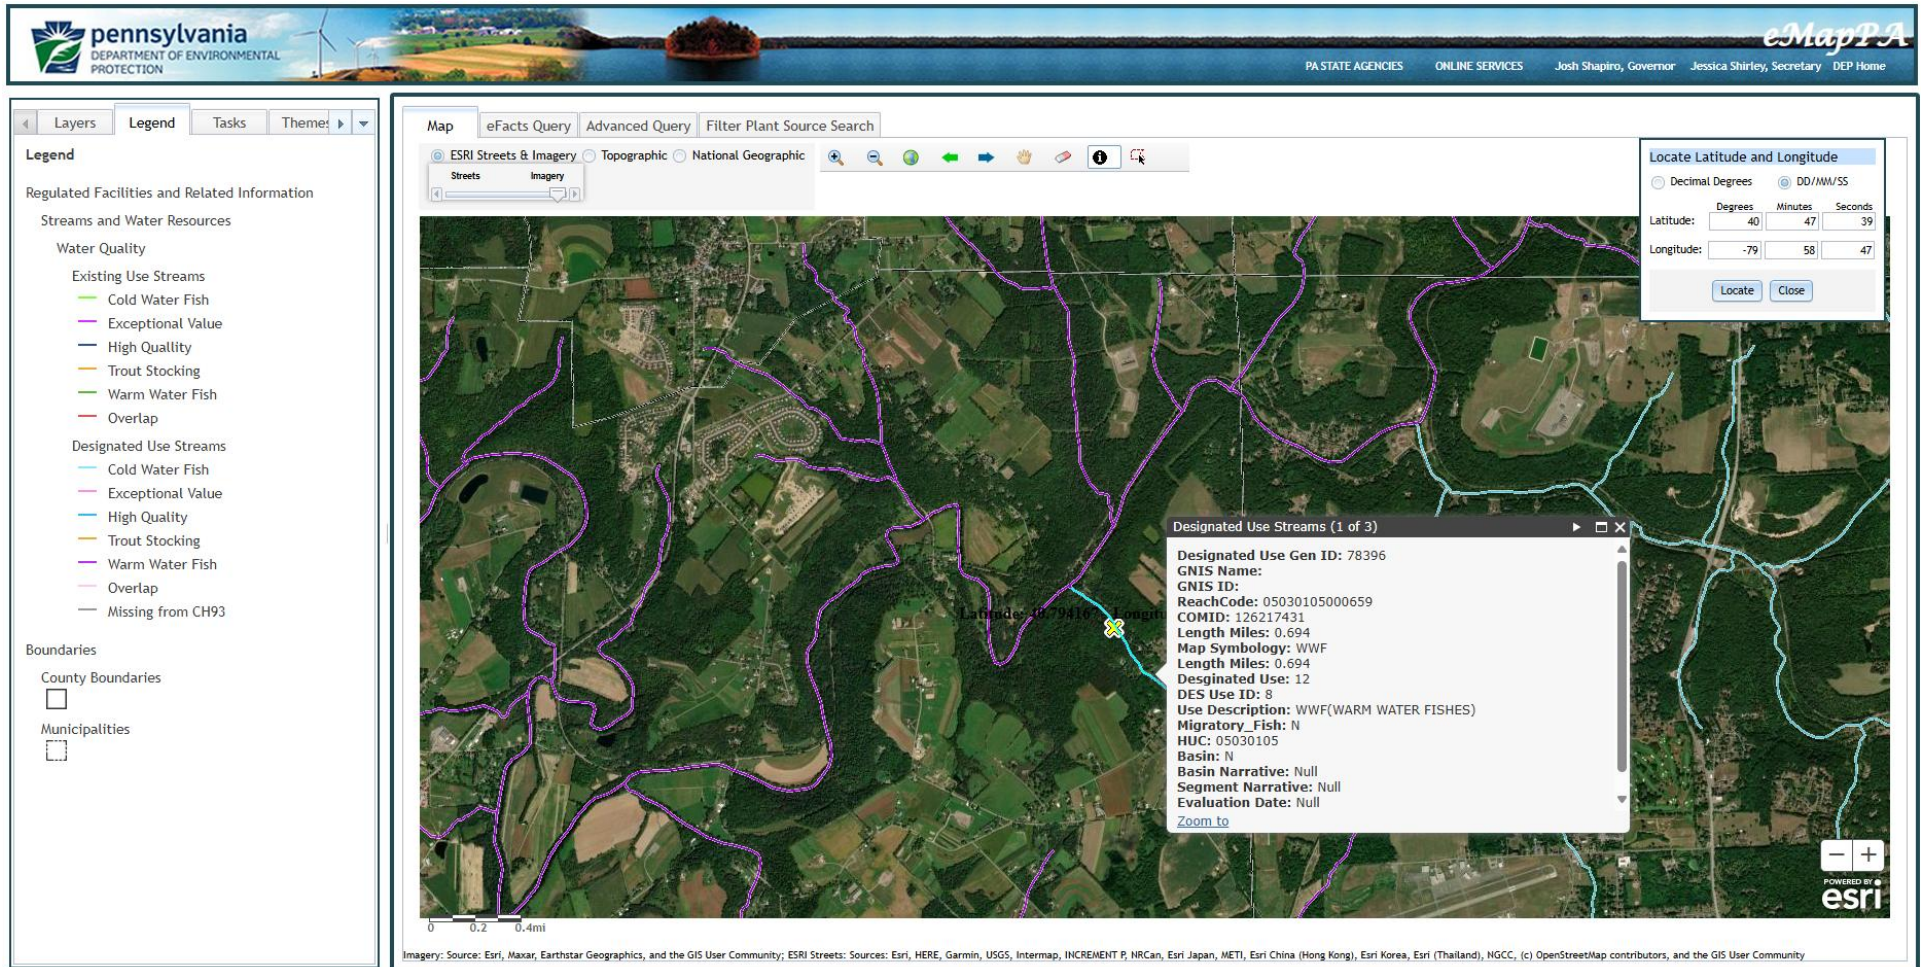 pennsylvania
DEPARTMENT OF ENVIRONMENTAL
PROTECTION
eMapPA
PA STATE AGENCIES ONLINE SERVICES Josh Shapiro, Governor Jessica Shirley, Secretary DEP Home
Layers Legend Tasks Themes
Legend
Regulated Facilities and Related Information
Streams and Water Resources
Water Quality
Existing Use Streams
Cold Water Fish
Exceptional Value
High Quallity
Trout Stocking
Warm Water Fish
Overlap
Designated Use Streams
Cold Water Fish
Exceptional Value
High Quality
Trout Stocking
Warm Water Fish
Overlap
Missing from CH93
Boundaries
County Boundaries
Municipalities
Map eFacts Query Advanced Query Filter Plant Source Search
ESRI Streets & Imagery Topographic National Geographic
Streets Imagery
Locate Latitude and Longitude
Decimal Degrees DD/MM/SS
Degrees Minutes Seconds
Latitude: 40 47 39
Longitude: -79 58 47
Locate Close
Latitude:
Designated Use Streams (1 of 3)
Designated Use Gen ID: 78396
GNIS Name:
GNIS ID:
ReachCode: 05030105000659
COMID: 126217431
Length Miles: 0.694
Map Symbology: WWF
Length Miles: 0.694
Desginated Use: 12
DES Use ID: 8
Use Description: WWF(WARM WATER FISHES)
Migratory_Fish: N
HUC: 05030105
Basin: N
Basin Narrative: Null
Segment Narrative: Null
Evaluation Date: Null
Zoom to
POWERED BY
esri
0 0.2 0.4mi
Imagery: Source: Esri, Maxar, Earthstar Geographics, and the GIS User Community; ESRI Streets: Sources: Esri, HERE, Garmin, USGS, Intermap, INCREMENT P, NRCan, Esri Japan, METI, Esri China (Hong Kong), Esri Korea, Esri (Thailand), NGCC, (c) OpenStreetMap contributors, and the GIS User Community